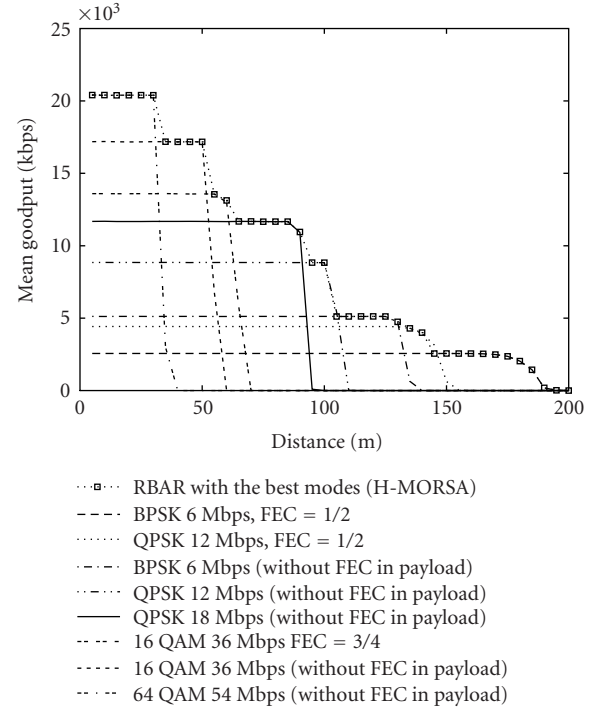 ×10³
25
20
15
10
5
0
Mean goodput (kbps)
0 50 100 150 200
Distance (m)
RBAR with the best modes (H-MORSA)
BPSK 6 Mbps, FEC = 1/2
QPSK 12 Mbps, FEC = 1/2
BPSK 6 Mbps (without FEC in payload)
QPSK 12 Mbps (without FEC in payload)
QPSK 18 Mbps (without FEC in payload)
16 QAM 36 Mbps FEC = 3/4
16 QAM 36 Mbps (without FEC in payload)
64 QAM 54 Mbps (without FEC in payload)